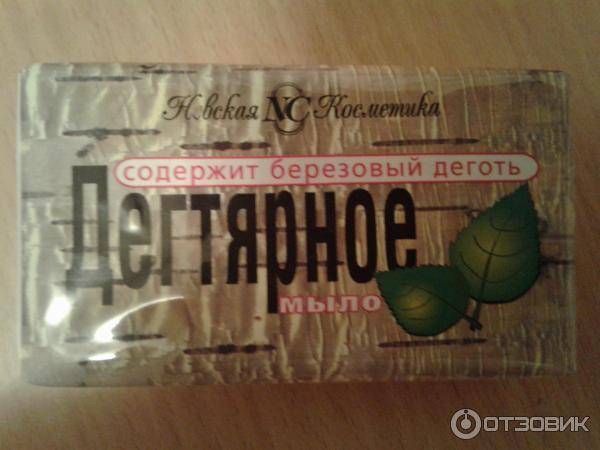 Невская NC Косметика
содержит березовый деготь
Дегтярное
мыло
ОТЗОВИК